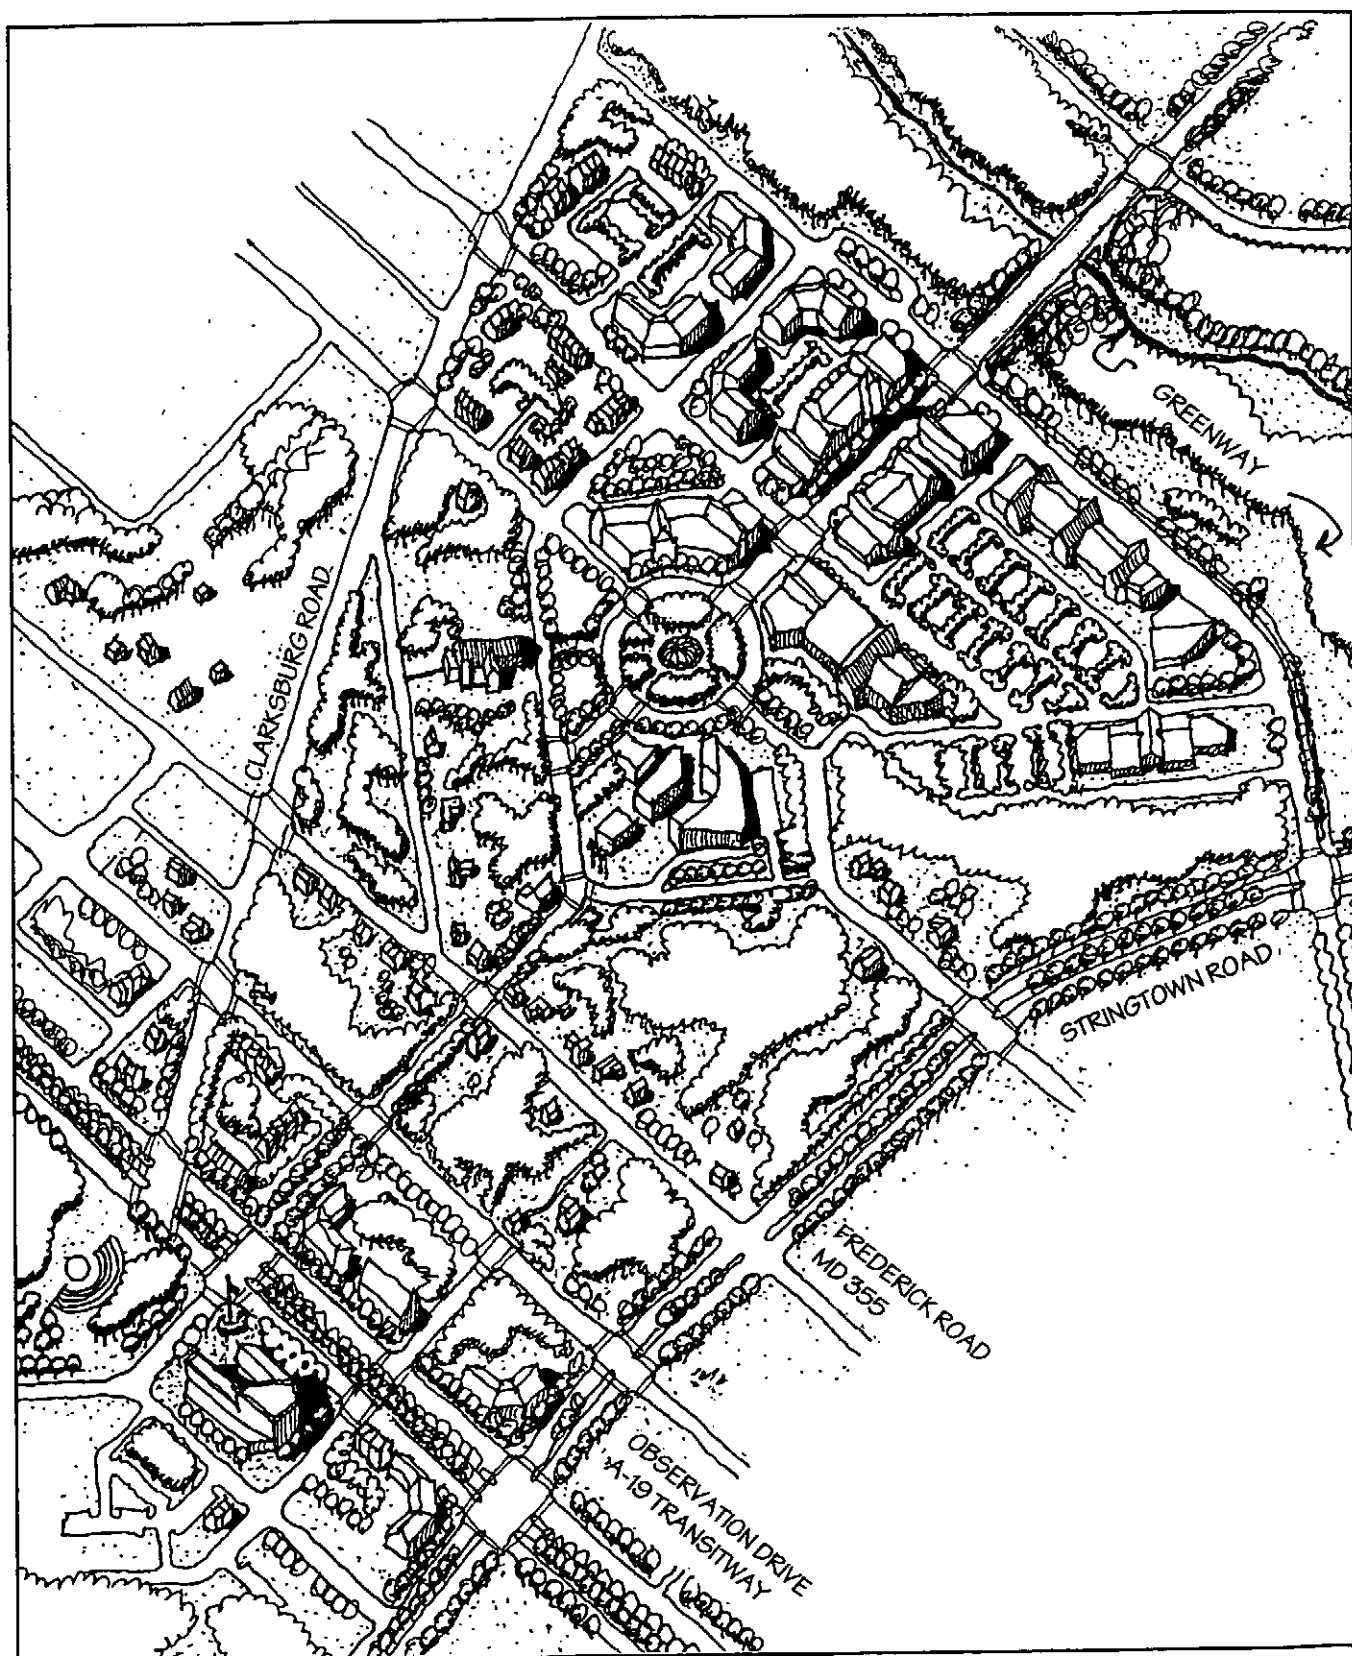 GREENWAY
CLARKSBURG ROAD
STRINGTOWN ROAD
FREDERICK ROAD
MD 355
OBSERVATION DRIVE
A-19 TRANSITWAY